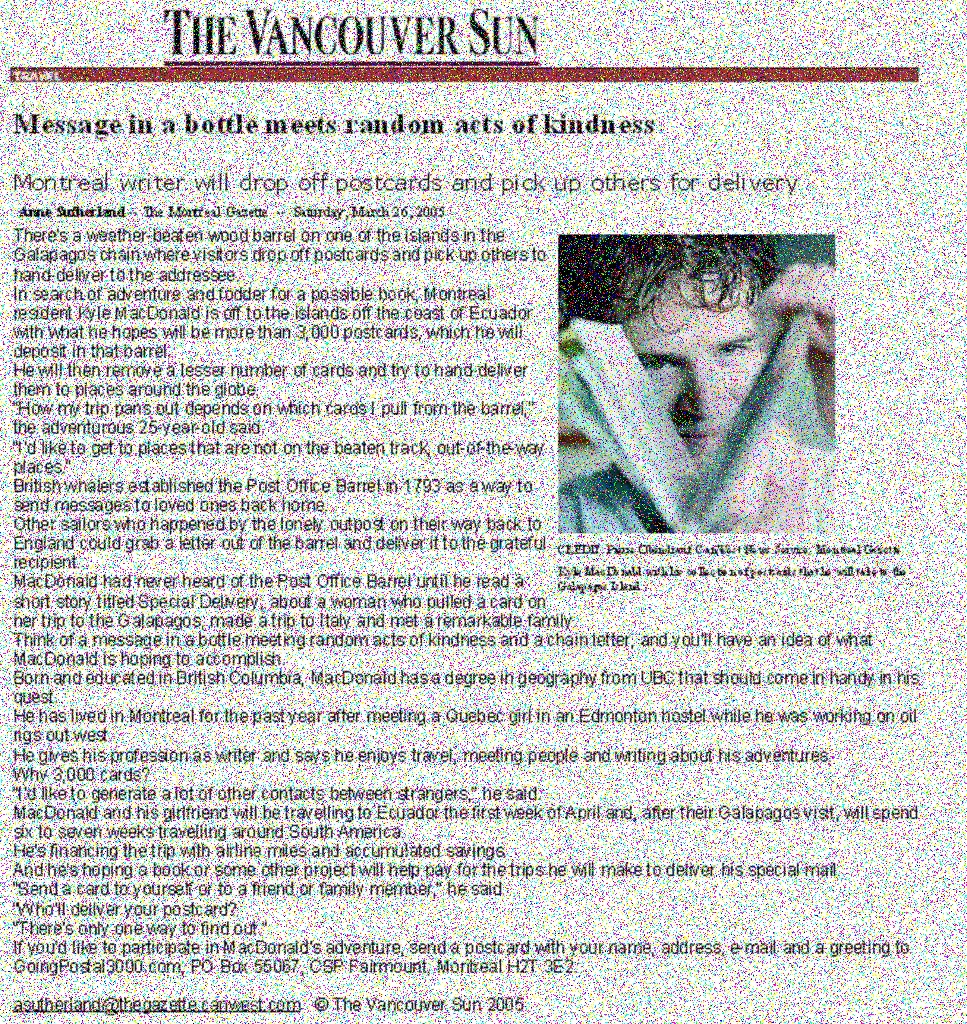 THE VANCOUVER SUN
TRAVEL
Message in a bottle meets random acts of kindness
Montreal writer will drop off postcards and pick up others for delivery
Anne Sutherland - The Montreal Gazette -- Saturday, March 26, 2005
There's a weather-beaten wood barrel on one of the islands in the
Galapagos chain where visitors drop off postcards and pick up others to
hand-deliver to the addressee.
In search of adventure and fodder for a possible book, Montreal
resident Kyle MacDonald is off to the islands off the coast of Ecuador
with what he hopes will be more than 3,000 postcards, which he will
deposit in that barrel.
He will then remove a lesser number of cards and try to hand-deliver
them to places around the globe.
"How my trip pans out depends on which cards I pull from the barrel,"
the adventurous 25-year-old said.
"I'd like to get to places that are not on the beaten track, out-of-the-way
places."
British whalers established the Post Office Barrel in 1793 as a way to
send messages to loved ones back home.
Other sailors who happened by the lonely outpost on their way back to
England could grab a letter out of the barrel and deliver it to the grateful
recipient.
MacDonald had never heard of the Post Office Barrel until he read a
short story titled Special Delivery, about a woman who pulled a card on
her trip to the Galapagos, made a trip to Italy and met a remarkable family.
CREDIT: CanWest News Service, Montreal Gazette
Kyle MacDonald with his collection of postcards that he will take to the
Galapagos Island.
Think of a message in a bottle meeting random acts of kindness and a chain letter, and you'll have an idea of what
MacDonald is hoping to accomplish.
Born and educated in British Columbia, MacDonald has a degree in geography from UBC that should come in handy in his
quest.
He has lived in Montreal for the past year after meeting a Quebec girl in an Edmonton hostel while he was working on oil
rigs out west.
He gives his profession as writer and says he enjoys travel, meeting people and writing about his adventures.
Why 3,000 cards?
"I'd like to generate a lot of other contacts between strangers," he said.
MacDonald and his girlfriend will be travelling to Ecuador the first week of April and, after their Galapagos visit, will spend
six to seven weeks travelling around South America.
He's financing the trip with airline miles and accumulated savings.
And he's hoping a book or some other project will help pay for the trips he will make to deliver his special mail.
"Send a card to yourself or to a friend or family member," he said.
"Who'll deliver your postcard?
"There's only one way to find out."
If you'd like to participate in MacDonald's adventure, send a postcard with your name, address, e-mail and a greeting to
GoingPostal3000.com, PO Box 55067, CSP Fairmount, Montreal H2T 3E2.
asutherland@thegazette.canwest.com © The Vancouver Sun 2005